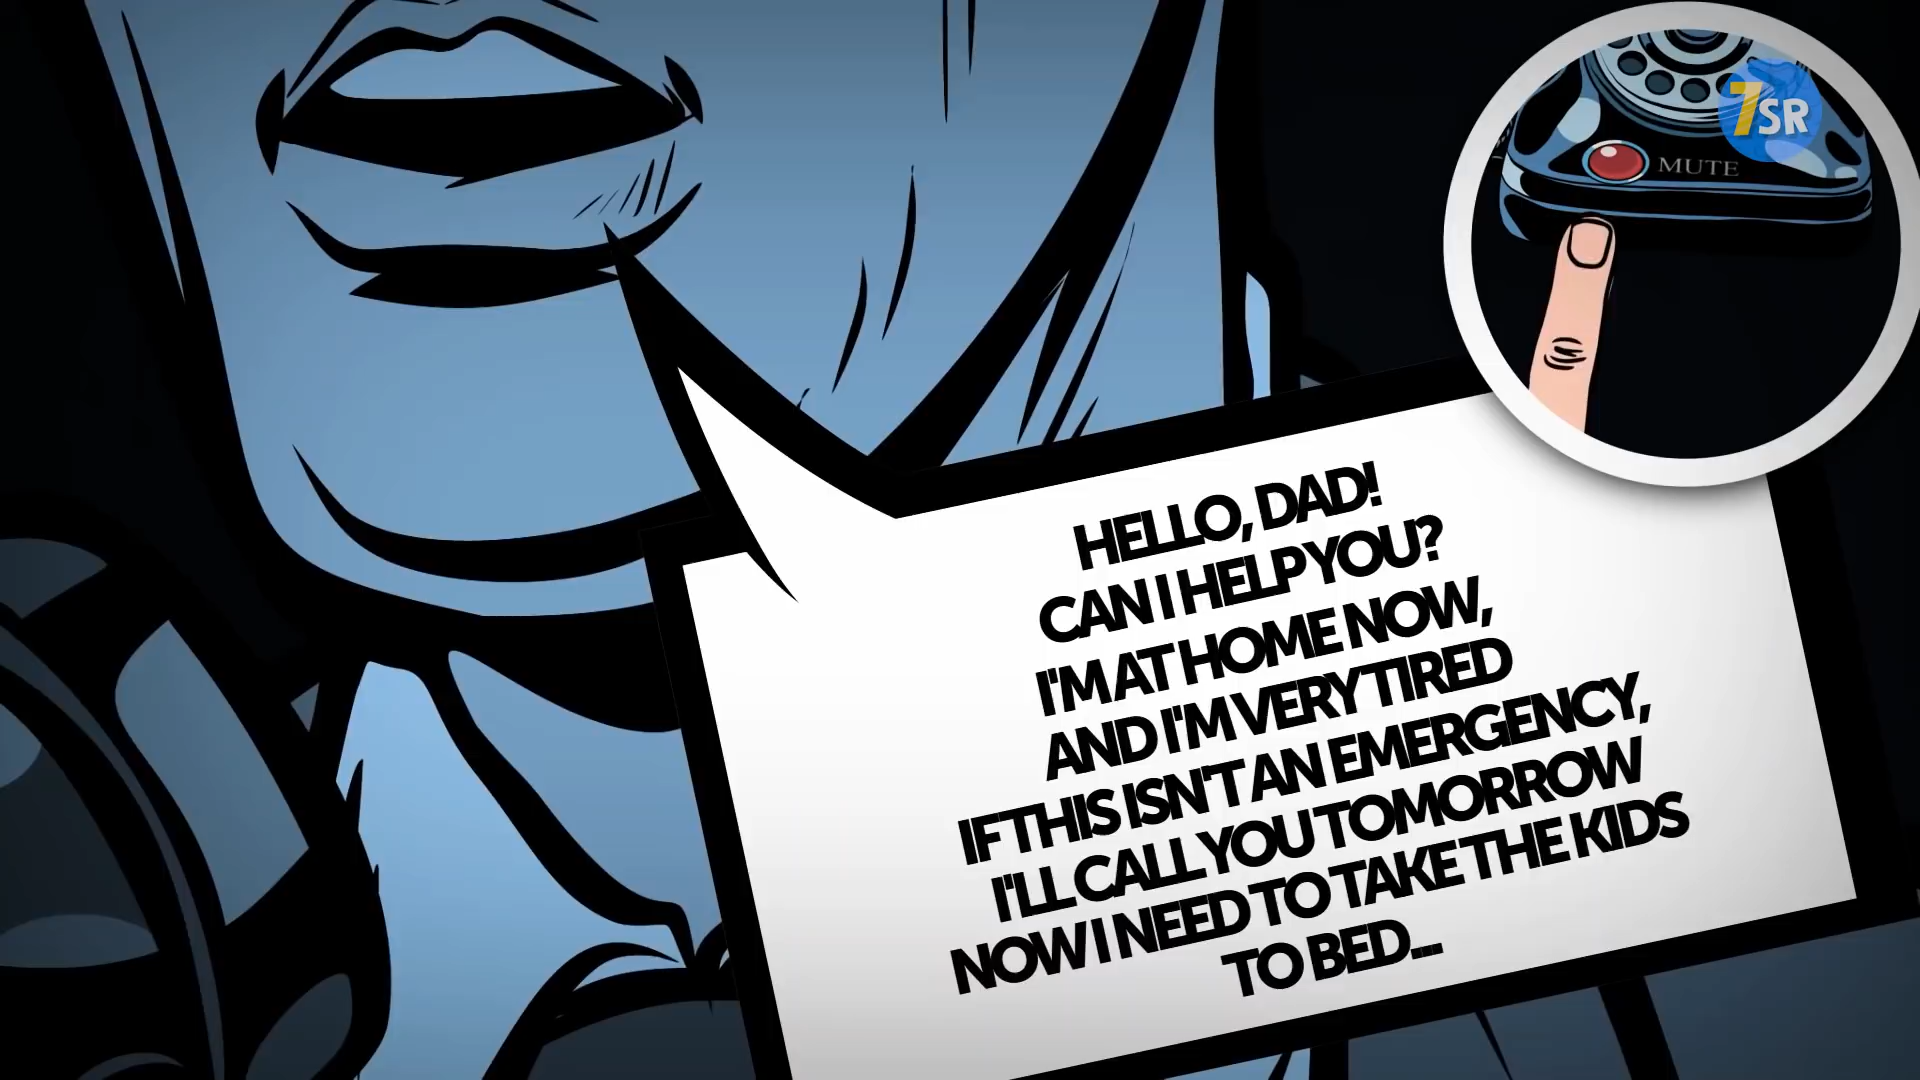 7SR
MUTE
HELLO, DAD!
CAN I HELP YOU?
I'M AT HOME NOW,
AND I'M VERY TIRED
IF THIS ISN'T AN EMERGENCY,
I'LL CALL YOU TOMORROW
NOW I NEED TO TAKE THE KIDS
TO BED...